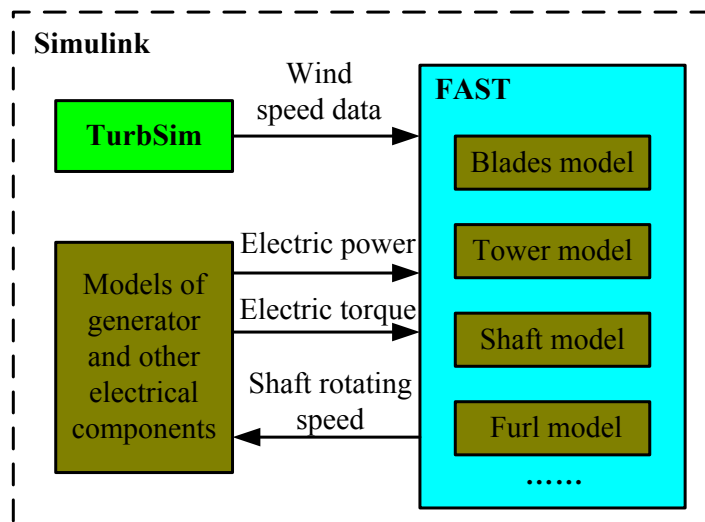 Simulink
TurbSim
Wind
speed data
FAST
Blades model
Tower model
Shaft model
Furl model
......
Models of
generator
and other
electrical
components
Electric power
Electric torque
Shaft rotating
speed